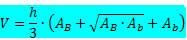 V = h/3 · (A_B + √(A_B · A_b) + A_b)